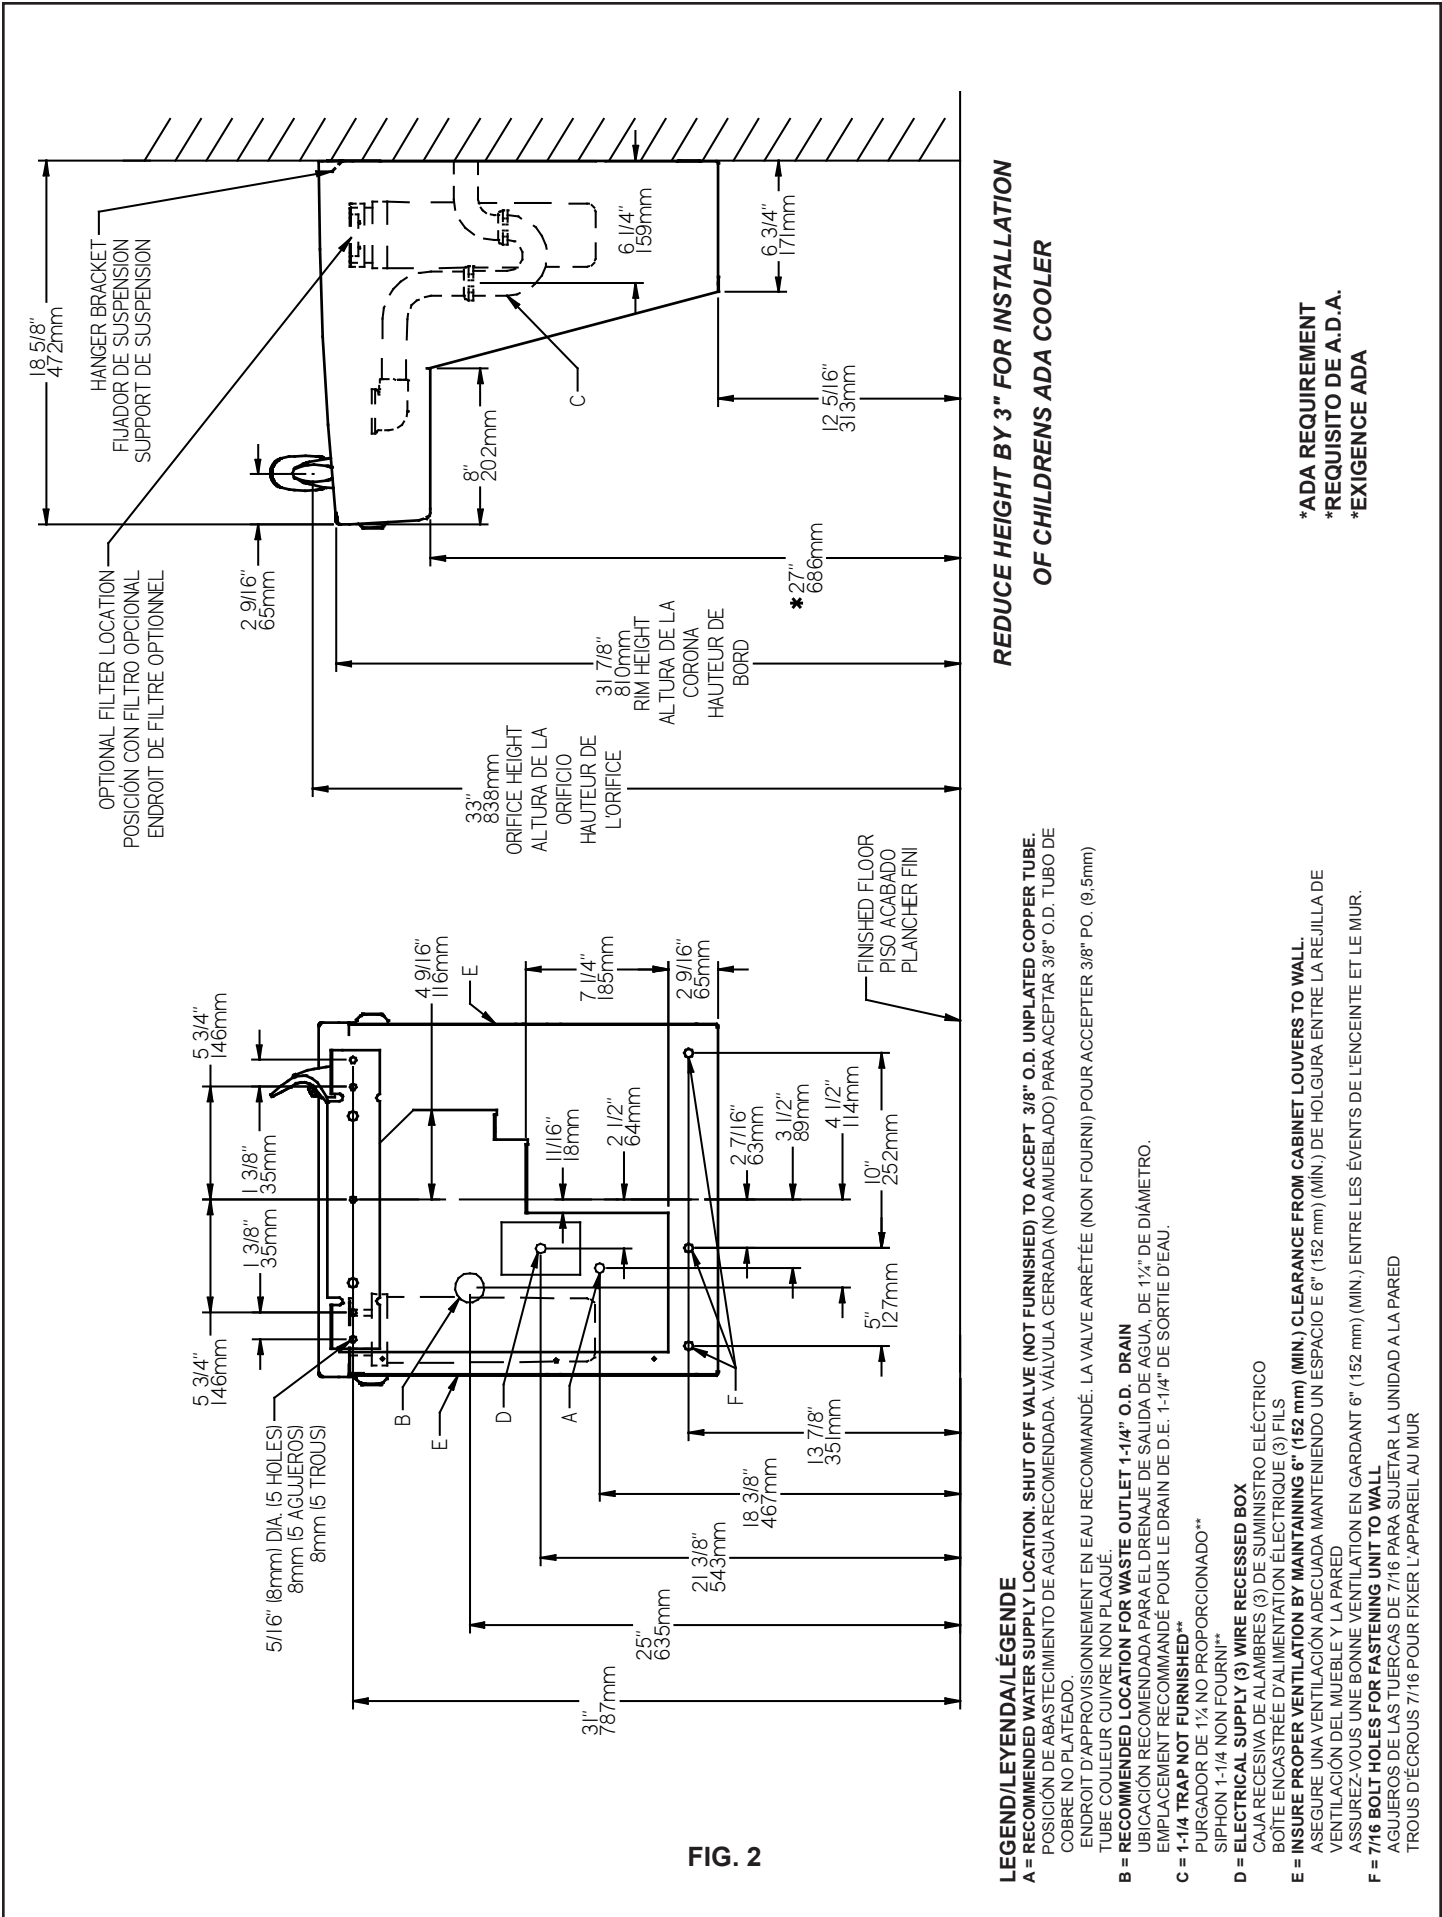 18 5/8"
472mm
HANGER BRACKET
FIJADOR DE SUSPENSION
SUPPORT DE SUSPENSION
OPTIONAL FILTER LOCATION
POSICIÓN CON FILTRO OPCIONAL
ENDROIT DE FILTRE OPTIONNEL
2 9/16"
65mm
6 1/4"
159mm
6 3/4"
171mm
C
8"
202mm
12 5/16"
313mm
*27"
686mm
31 7/8"
810mm
RIM HEIGHT
ALTURA DE LA
CORONA
HAUTEUR DE
BORD
33"
838mm
ORIFICE HEIGHT
ALTURA DE LA
ORIFICIO
HAUTEUR DE
L'ORIFICE
FINISHED FLOOR
PISO ACABADO
PLANCHER FINI
5 3/4"
146mm
1 3/8"
35mm
1 3/8"
35mm
5 3/4"
146mm
5/16" (8mm) DIA. (5 HOLES)
8mm (5 AGUJEROS)
8mm (5 TROUS)
4 9/16"
116mm
E
7 1/4"
185mm
2 9/16"
65mm
11/16"
18mm
2 1/2"
64mm
2 7/16"
63mm
3 1/2"
89mm
4 1/2"
114mm
10"
252mm
5"
127mm
B
E
D
A
F
13 7/8"
351mm
18 3/8"
467mm
21 3/8"
543mm
25"
635mm
31"
787mm
REDUCE HEIGHT BY 3" FOR INSTALLATION
OF CHILDRENS ADA COOLER
*ADA REQUIREMENT
*REQUISITO DE A.D.A.
*EXIGENCE ADA
LEGEND/LEYENDA/LÉGENDE
A = RECOMMENDED WATER SUPPLY LOCATION. SHUT OFF VALVE (NOT FURNISHED) TO ACCEPT 3/8" O.D. UNPLATED COPPER TUBE.
POSICIÓN DE ABASTECIMIENTO DE AGUA RECOMENDADA. VÁLVULA CERRADA (NO AMUEBLADO) PARA ACEPTAR 3/8" O.D. TUBO DE
COBRE NO PLATEADO.
ENDROIT D'APPROVISIONNEMENT EN EAU RECOMMANDÉ. LA VALVE ARRÊTÉE (NON FOURNI) POUR ACCEPTER 3/8" PO. (9,5mm)
TUBE COULEUR CUIVRE NON PLAQUÉ.
B = RECOMMENDED LOCATION FOR WASTE OUTLET 1-1/4" O.D. DRAIN
UBICACIÓN RECOMENDADA PARA EL DRENAJE DE SALIDA DE AGUA, DE 1¼" DE DIÁMETRO.
EMPLACEMENT RECOMMANDÉ POUR LE DRAIN DE D.E. 1-1/4" DE SORTIE D'EAU.
C = 1-1/4 TRAP NOT FURNISHED**
PURGADOR DE 1¼ NO PROPORCIONADO**
SIPHON 1-1/4 NON FOURNI**
D = ELECTRICAL SUPPLY (3) WIRE RECESSED BOX
CAJA RECESIVA DE ALAMBRES (3) DE SUMINISTRO ELÉCTRICO
BOÎTE ENCASTRÉE D'ALIMENTATION ÉLECTRIQUE (3) FILS
E = INSURE PROPER VENTILATION BY MAINTAINING 6" (152 mm) (MIN.) CLEARANCE FROM CABINET LOUVERS TO WALL.
ASEGURE UNA VENTILACIÓN ADECUADA MANTENIENDO UN ESPACIO E 6" (152 mm) (MÍN.) DE HOLGURA ENTRE LA REJILLA DE
VENTILACIÓN DEL MUEBLE Y LA PARED
ASSUREZ-VOUS UNE BONNE VENTILATION EN GARDANT 6" (152 mm) (MIN.) ENTRE LES ÉVENTS DE L'ENCEINTE ET LE MUR.
F = 7/16 BOLT HOLES FOR FASTENING UNIT TO WALL
AGUJEROS DE LAS TUERCAS DE 7/16 PARA SUJETAR LA UNIDAD A LA PARED
TROUS D'ÉCROUS 7/16 POUR FIXER L'APPAREIL AU MUR
FIG. 2